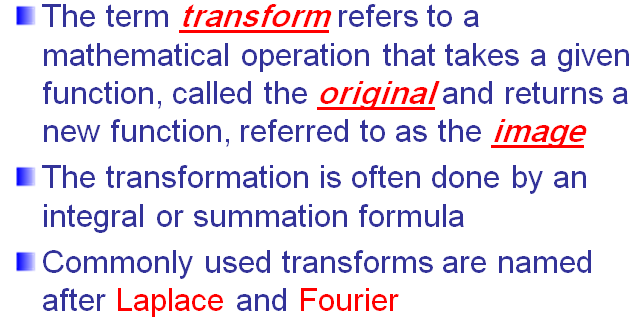 The term transform refers to a
mathematical operation that takes a given
function, called the original and returns a
new function, referred to as the image
The transformation is often done by an
integral or summation formula
Commonly used transforms are named
after Laplace and Fourier